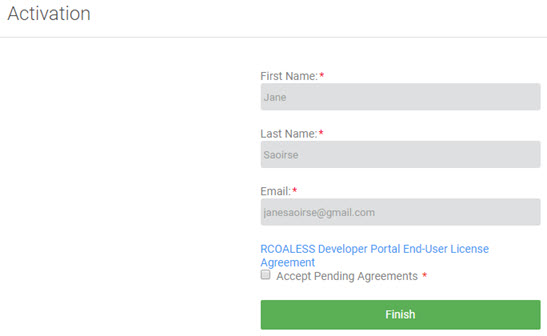 Activation
First Name:*
Jane
Last Name:*
Saoirse
Email:*
janesaoirse@gmail.com
RCOALESS Developer Portal End-User License
Agreement
Accept Pending Agreements *
Finish